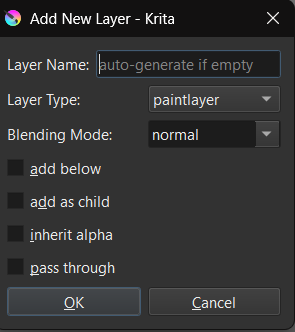 Add New Layer - Krita
Layer Name: auto-generate if empty
Layer Type: paintlayer
Blending Mode: normal
add below
add as child
inherit alpha
pass through
OK Cancel